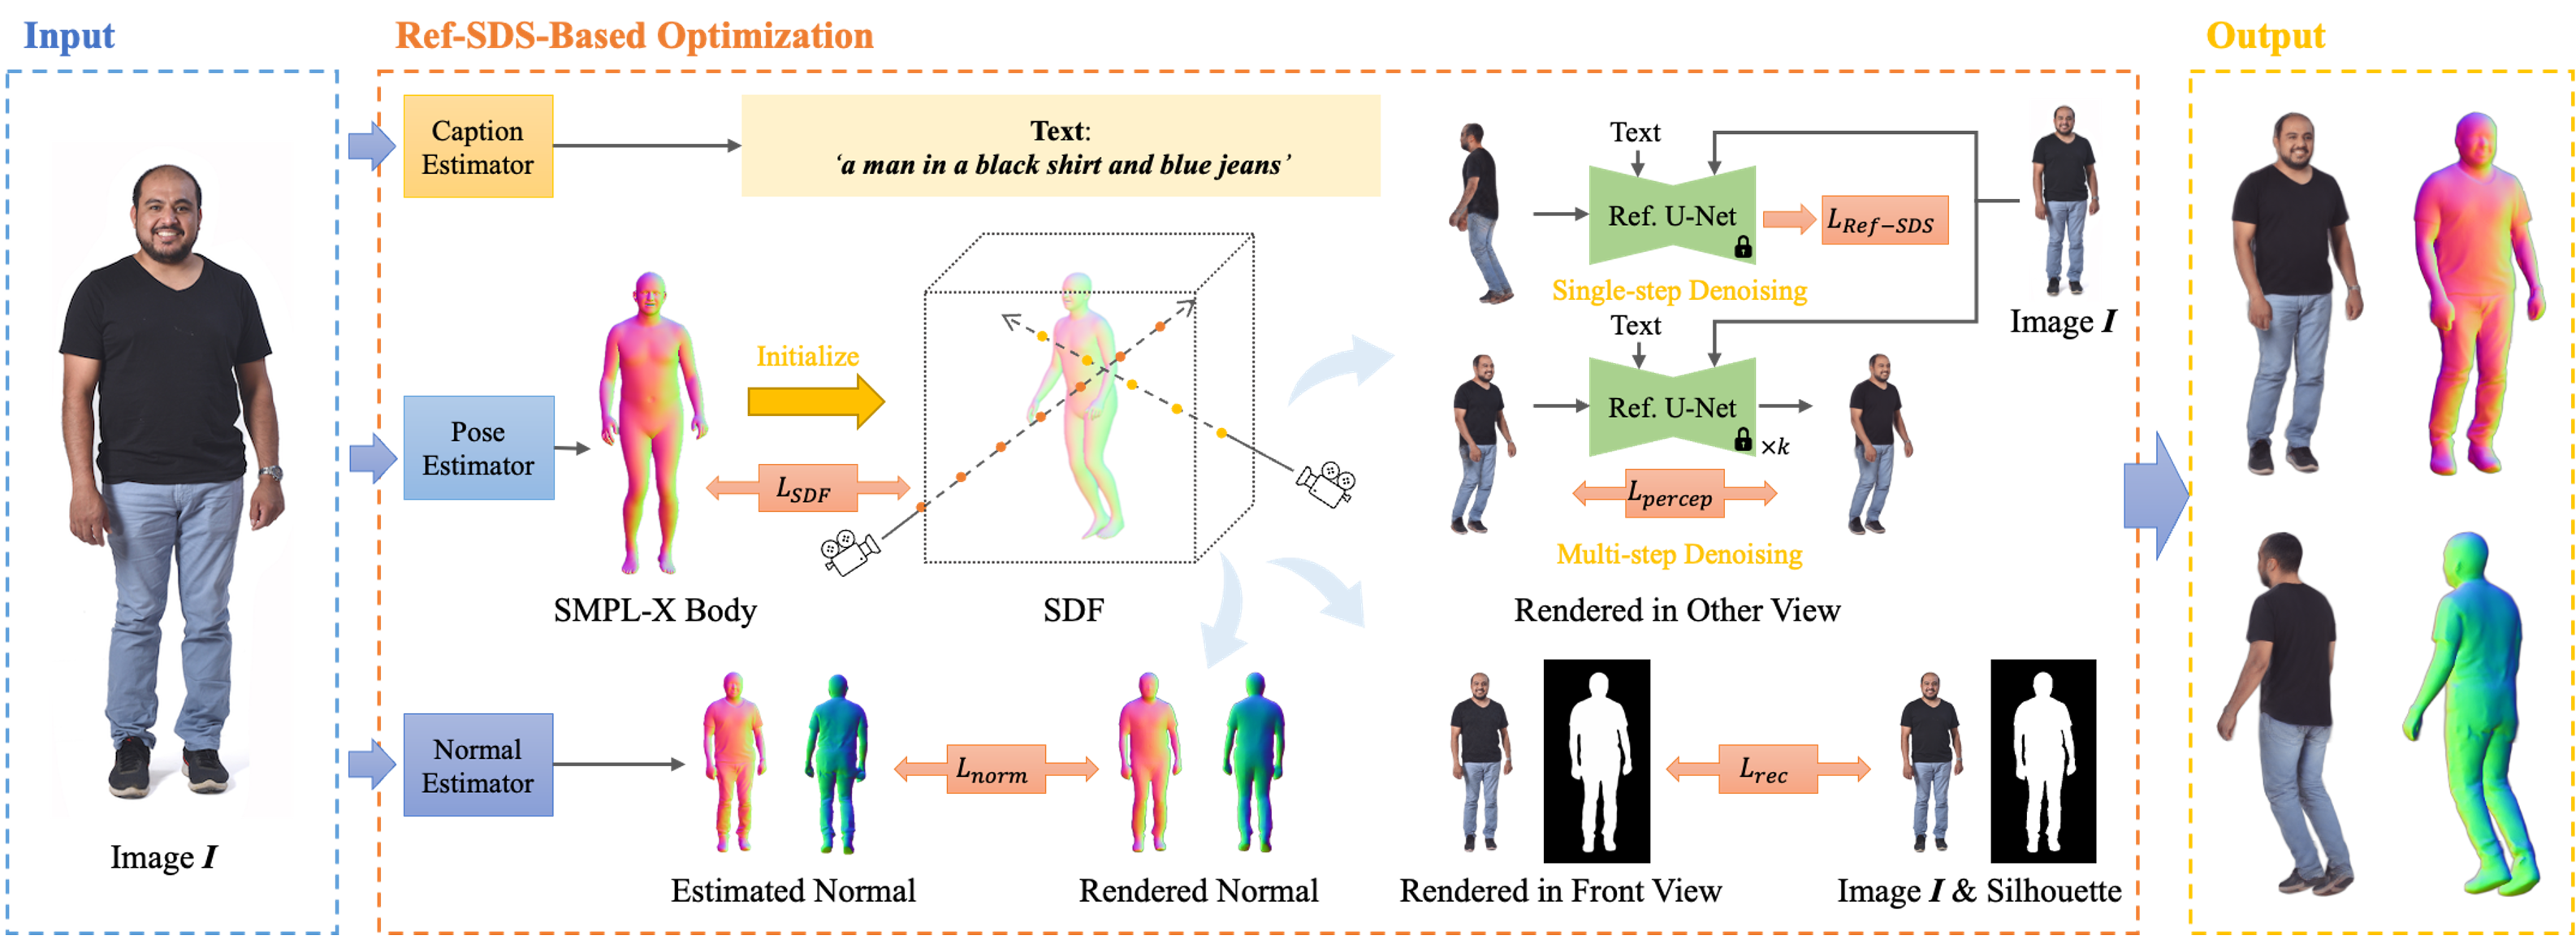 Input
Ref-SDS-Based Optimization
Output
Caption
Estimator
Text:
‘a man in a black shirt and blue jeans’
Text
Ref. U-Net
L_{Ref-SDS}
Single-step Denoising
Image I
Text
Ref. U-Net
×k
L_{percep}
Multi-step Denoising
Rendered in Other View
Pose
Estimator
Initialize
L_{SDF}
SMPL-X Body
SDF
Normal
Estimator
L_{norm}
L_{rec}
Image I
Estimated Normal
Rendered Normal
Rendered in Front View
Image I & Silhouette